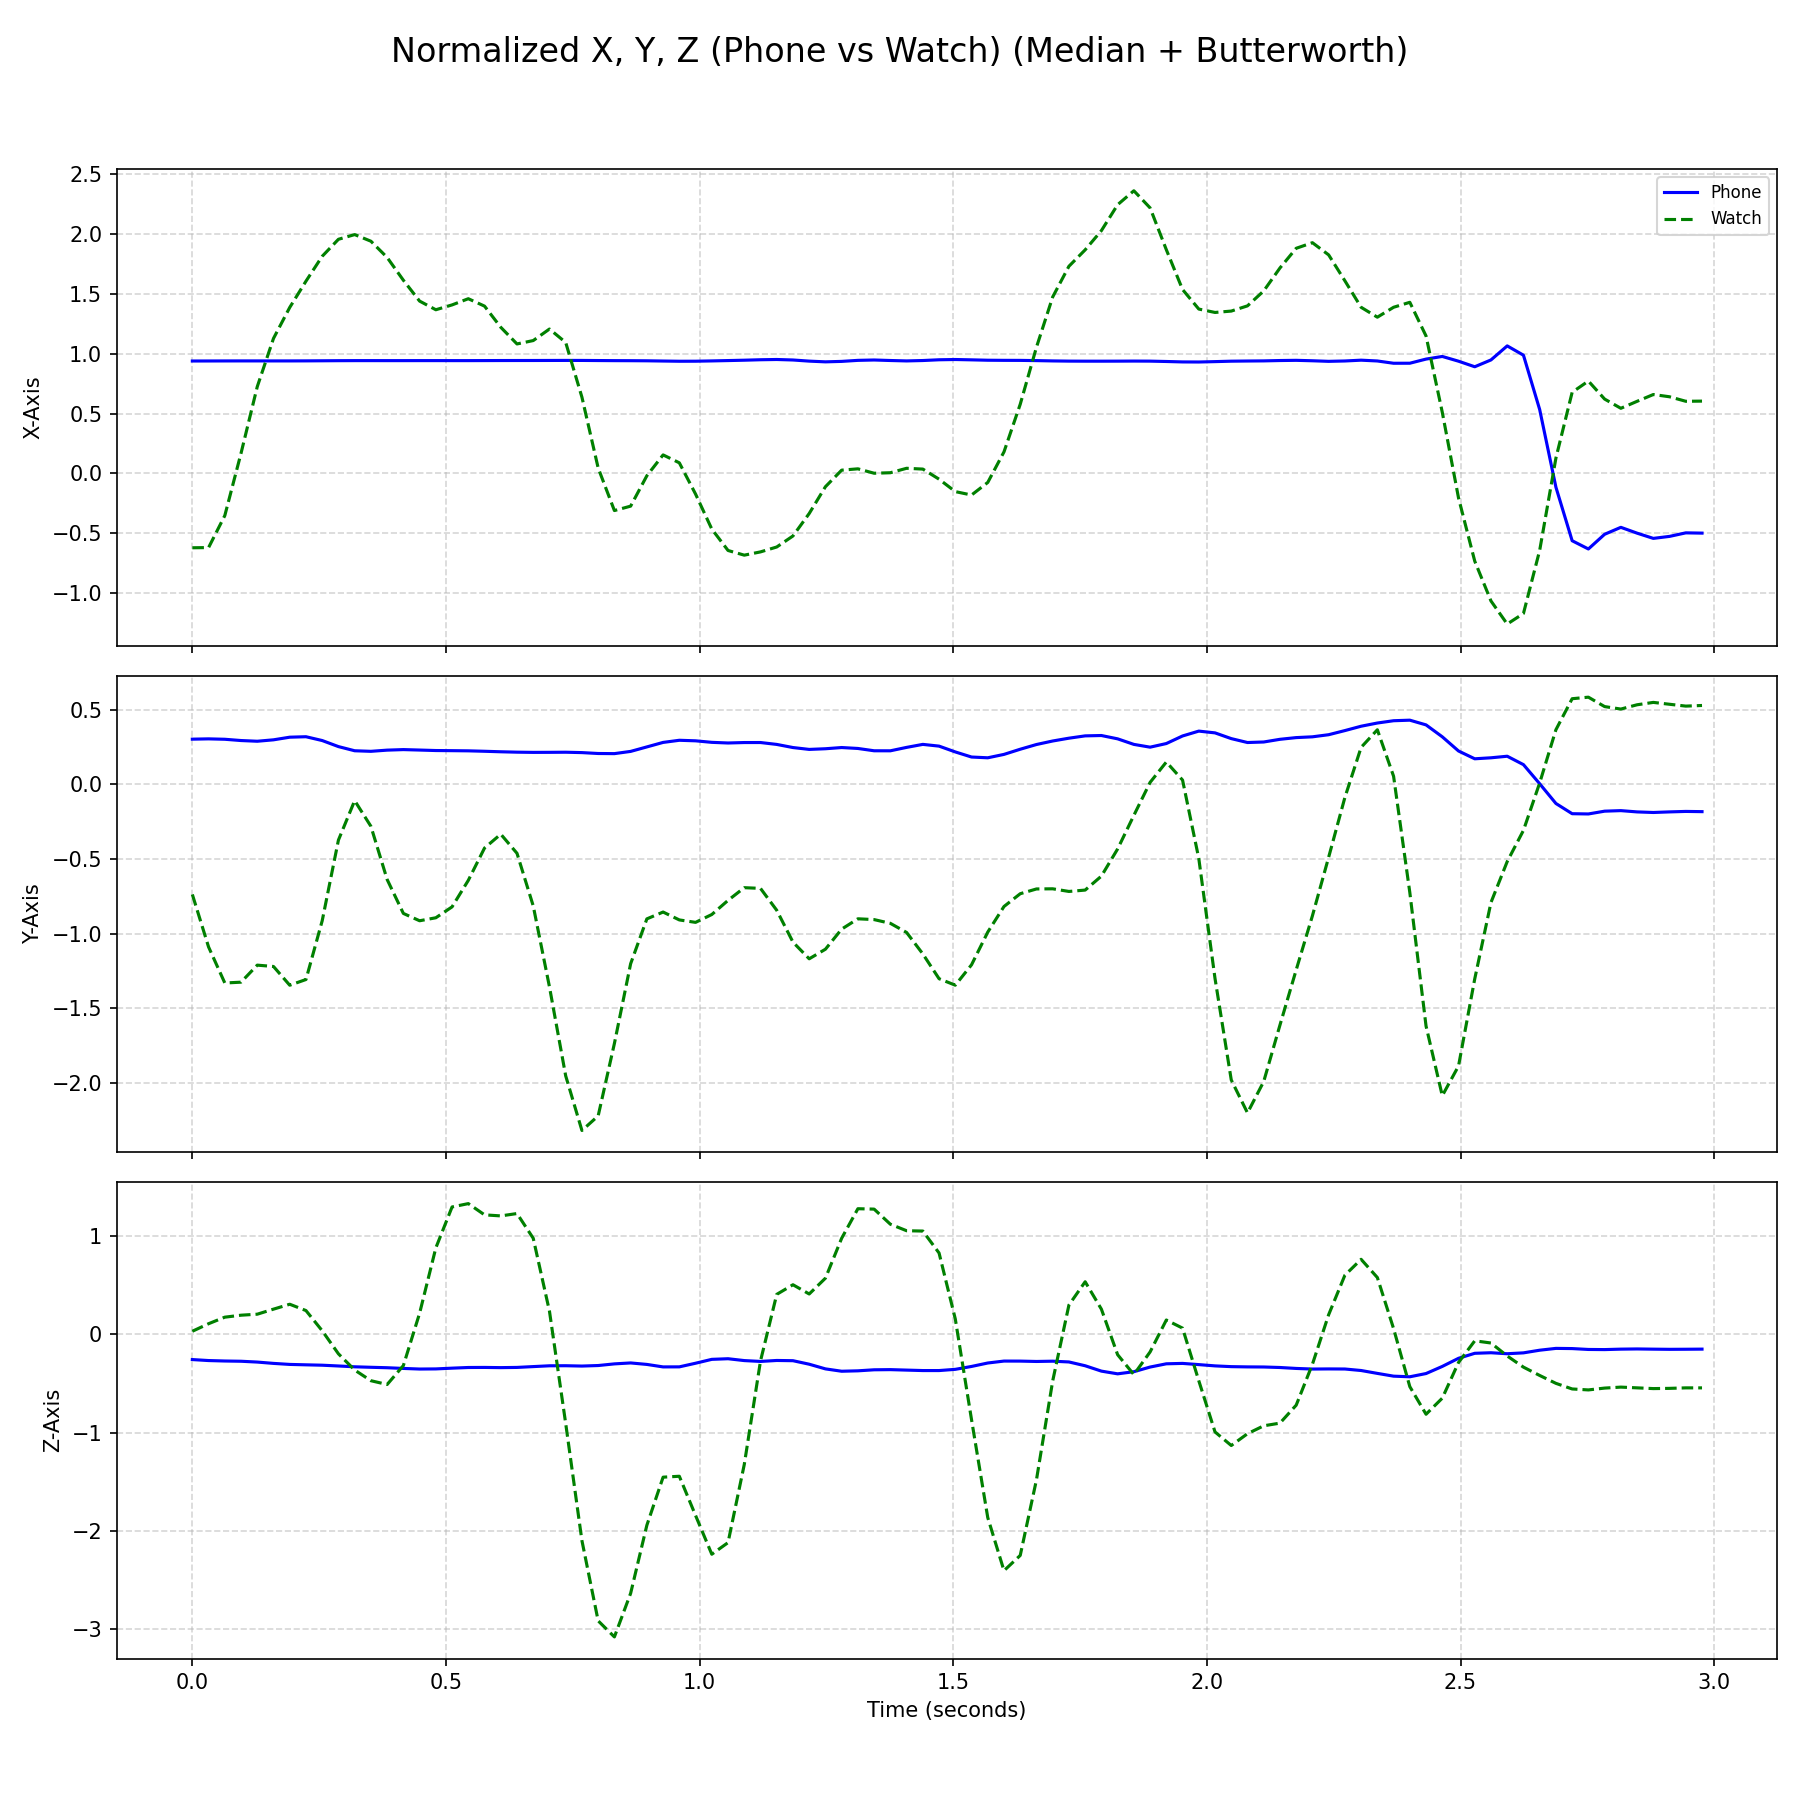 Normalized X, Y, Z (Phone vs Watch) (Median + Butterworth)
2.5
2.0
1.5
1.0
0.5
0.0
−0.5
−1.0
X-Axis
Phone
Watch
0.5
0.0
−0.5
−1.0
−1.5
−2.0
Y-Axis
1
0
−1
−2
−3
Z-Axis
0.0 0.5 1.0 1.5 2.0 2.5 3.0
Time (seconds)